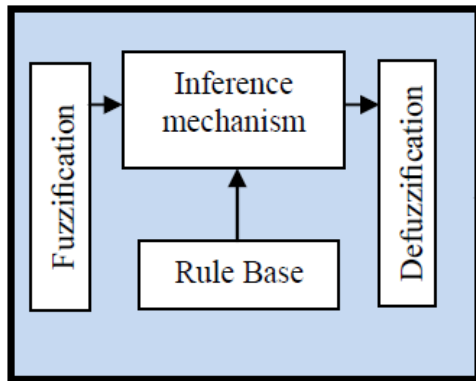 Fuzzification
Inference
mechanism
Rule Base
Defuzzification